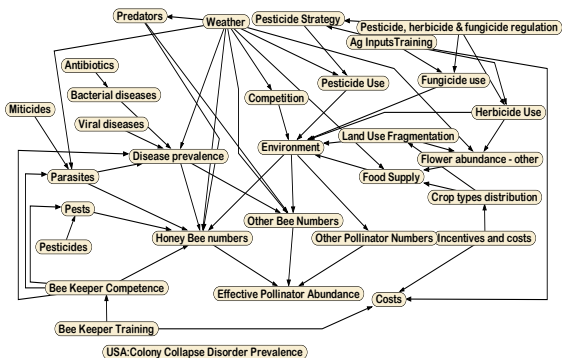 Predators
Weather
Pesticide Strategy
Pesticide, herbicide & fungicide regulation
Ag InputsTraining
Antibiotics
Pesticide Use
Fungicide use
Bacterial diseases
Competition
Miticides
Herbicide Use
Viral diseases
Land Use Fragmentation
Environment
Disease prevalence
Flower abundance - other
Parasites
Food Supply
Crop types distribution
Pests
Other Bee Numbers
Pesticides
Honey Bee numbers
Other Pollinator Numbers
Incentives and costs
Bee Keeper Competence
Effective Pollinator Abundance
Costs
Bee Keeper Training
USA:Colony Collapse Disorder Prevalence